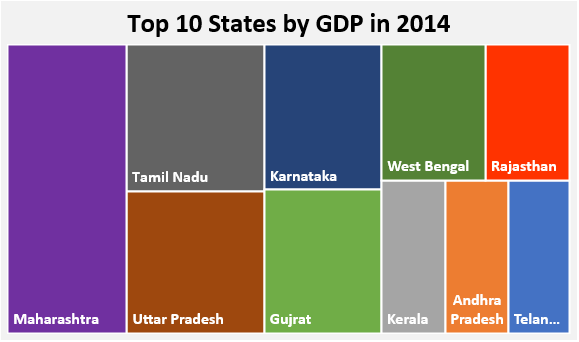 Top 10 States by GDP in 2014
Maharashtra
Tamil Nadu
Uttar Pradesh
Karnataka
Gujrat
West Bengal
Rajasthan
Kerala
Andhra
Pradesh
Telan...